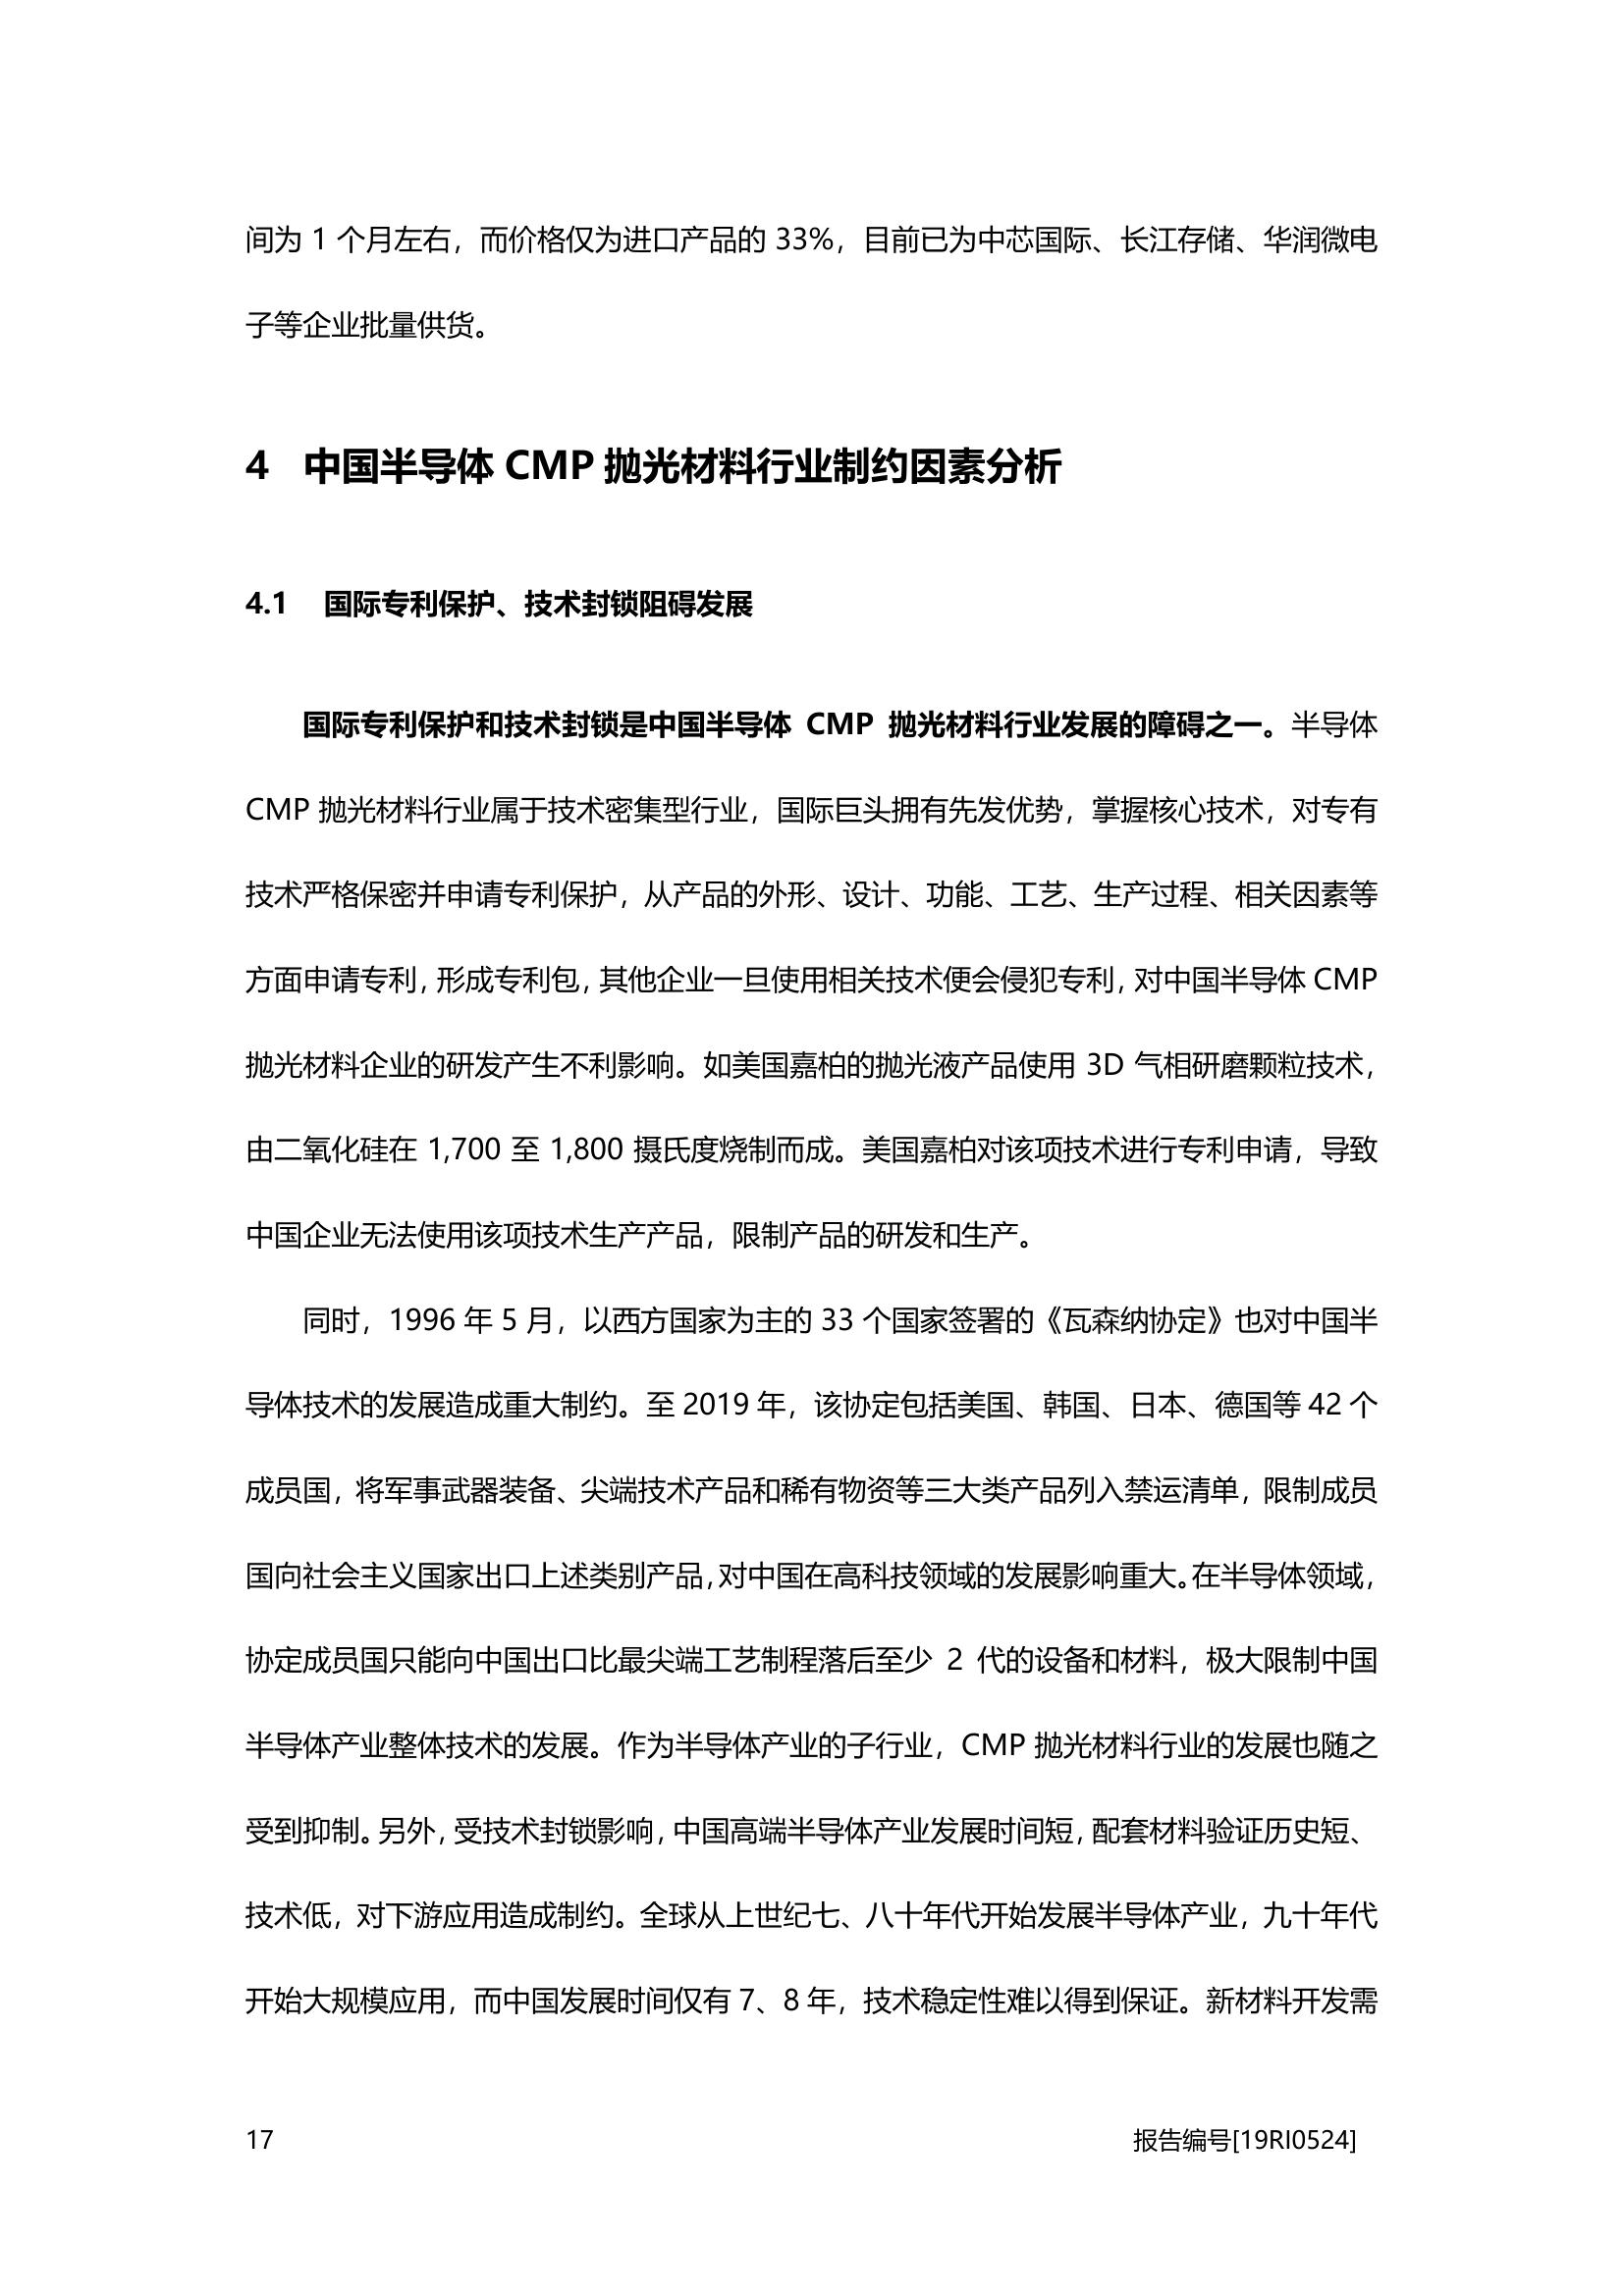 间为 1 个月左右，而价格仅为进口产品的 33%，目前已为中芯国际、长江存储、华润微电
子等企业批量供货。
4 中国半导体 CMP 抛光材料行业制约因素分析
4.1 国际专利保护、技术封锁阻碍发展
国际专利保护和技术封锁是中国半导体 CMP 抛光材料行业发展的障碍之一。半导体
CMP 抛光材料行业属于技术密集型行业，国际巨头拥有先发优势，掌握核心技术，对专有
技术严格保密并申请专利保护，从产品的外形、设计、功能、工艺、生产过程、相关因素等
方面申请专利，形成专利包，其他企业一旦使用相关技术便会侵犯专利，对中国半导体 CMP
抛光材料企业的研发产生不利影响。如美国嘉柏的抛光液产品使用 3D 气相研磨颗粒技术，
由二氧化硅在 1,700 至 1,800 摄氏度烧制而成。美国嘉柏对该项技术进行专利申请，导致
中国企业无法使用该项技术生产产品，限制产品的研发和生产。
同时，1996 年 5 月，以西方国家为主的 33 个国家签署的《瓦森纳协定》也对中国半
导体技术的发展造成重大制约。至 2019 年，该协定包括美国、韩国、日本、德国等 42 个
成员国，将军事武器装备、尖端技术产品和稀有物资等三大类产品列入禁运清单，限制成员
国向社会主义国家出口上述类别产品，对中国在高科技领域的发展影响重大。在半导体领域，
协定成员国只能向中国出口比最尖端工艺制程落后至少 2 代的设备和材料，极大限制中国
半导体产业整体技术的发展。作为半导体产业的子行业，CMP 抛光材料行业的发展也随之
受到抑制。另外，受技术封锁影响，中国高端半导体产业发展时间短，配套材料验证历史短、
技术低，对下游应用造成制约。全球从上世纪七、八十年代开始发展半导体产业，九十年代
开始大规模应用，而中国发展时间仅有 7、8 年，技术稳定性难以得到保证。新材料开发需
17 报告编号[19RI0524]